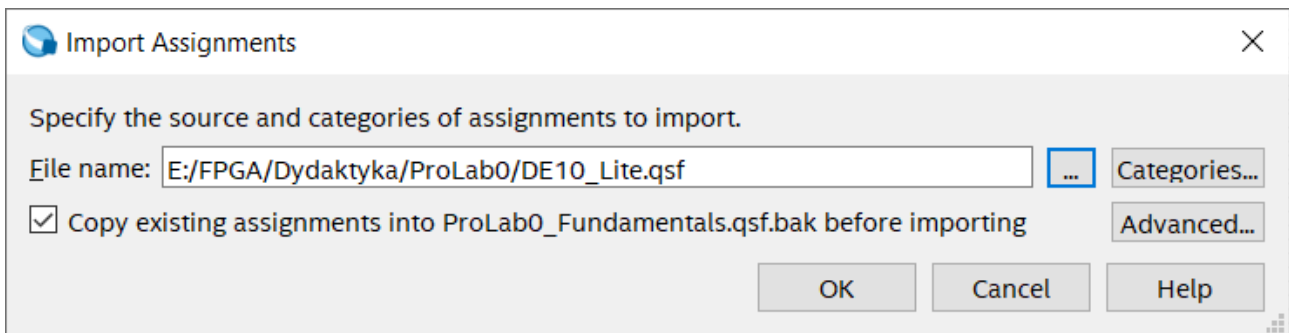 Import Assignments
Specify the source and categories of assignments to import.
File name: E:/FPGA/Dydaktyka/ProLab0/DE10_Lite.qsf ... Categories...
Copy existing assignments into ProLab0_Fundamentals.qsf.bak before importing Advanced...
OK Cancel Help